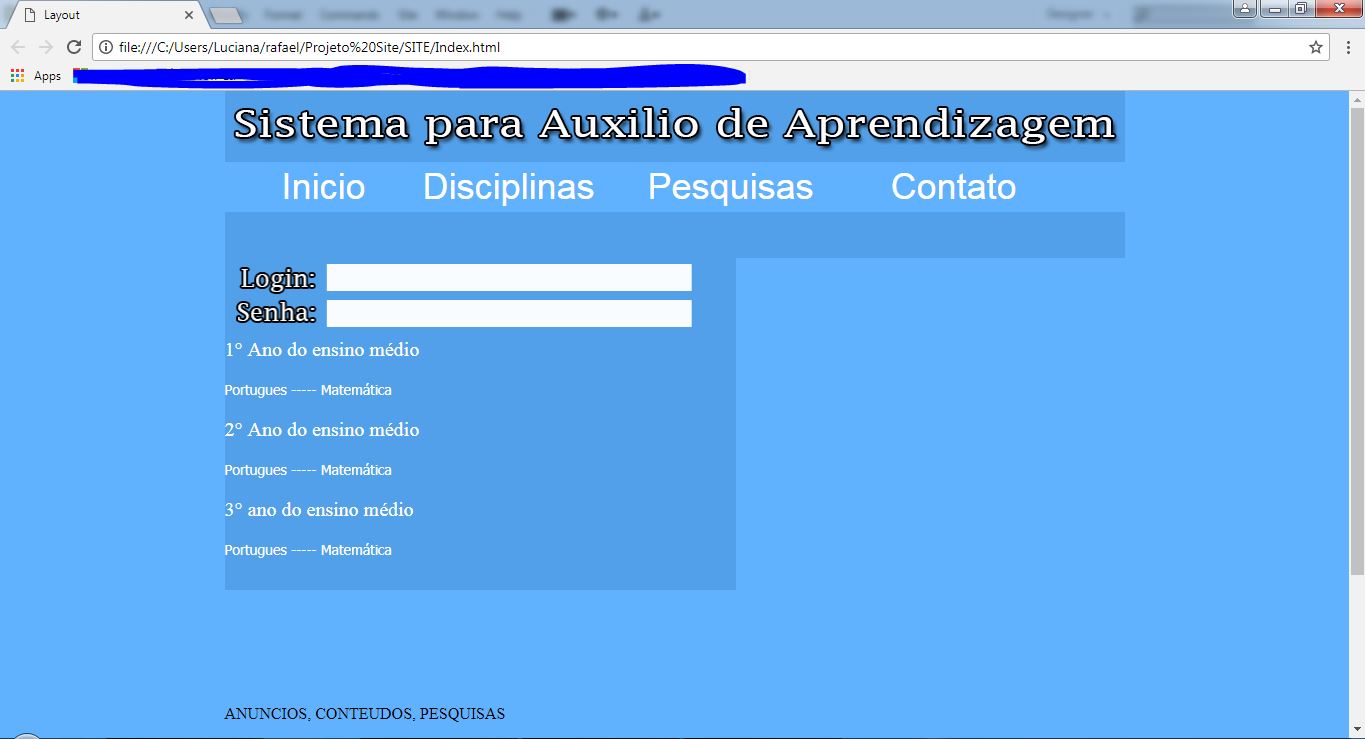 Layout
file:///C:/Users/Luciana/rafael/Projeto%20Site/SITE/Index.html
Apps
Sistema para Auxilio de Aprendizagem
Inicio Disciplinas Pesquisas Contato
Login:
Senha:
1° Ano do ensino médio
Portugues ----- Matemática
2° Ano do ensino médio
Portugues ----- Matemática
3° ano do ensino médio
Portugues ----- Matemática
ANUNCIOS, CONTEUDOS, PESQUISAS